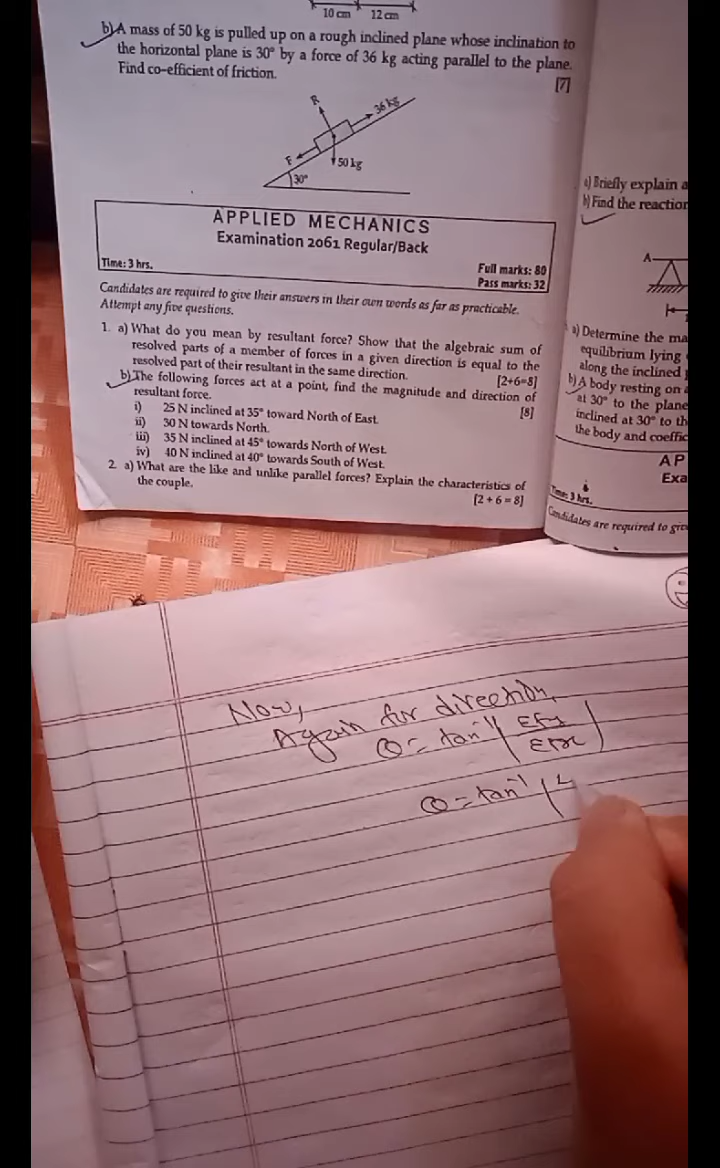 10 cm 12 cm
b) A mass of 50 kg is pulled up on a rough inclined plane whose inclination to
the horizontal plane is 30° by a force of 36 kg acting parallel to the plane.
Find co-efficient of friction.
[7]
R
36 kg
F
50 kg
30°
APPLIED MECHANICS
Examination 2061 Regular/Back
Time: 3 hrs.
Full marks: 80
Pass marks: 32
Candidates are required to give their answers in their own words as far as practicable.
Attempt any five questions.
1. a) What do you mean by resultant force? Show that the algebraic sum of
resolved parts of a member of forces in a given direction is equal to the
resolved part of their resultant in the same direction. [2+6=8]
b) The following forces act at a point, find the magnitude and direction of
resultant force. [8]
i) 25 N inclined at 35° toward North of East.
ii) 30 N towards North.
iii) 35 N inclined at 45° towards North of West.
iv) 40 N inclined at 40° towards South of West.
2. a) What are the like and unlike parallel forces? Explain the characteristics of
the couple. [2 + 6 = 8]
a) Briefly explain a
b) Find the reaction
A
a) Determine the ma
equilibrium lying
along the inclined
b) A body resting on a
at 30° to the plane
inclined at 30° to th
the body and coeffic
AP
Exa
Time: 3 hrs.
Candidates are required to give
Now,
Again for direction,
θ = tan⁻¹ (Σfy / Σfx)
θ = tan⁻¹ (